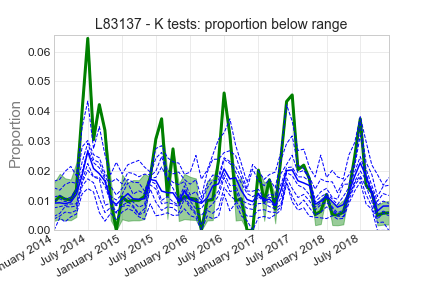 L83137 - K tests: proportion below range
Proportion
0.06
0.05
0.04
0.03
0.02
0.01
0.00
nuary 2014
July 2014
January 2015
July 2015
January 2016
July 2016
January 2017
July 2017
January 2018
July 2018